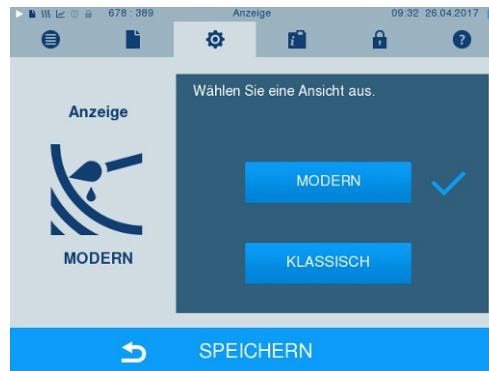 678 : 389 Anzeige 09:32 26.04.2017
Anzeige
MODERN
Wählen Sie eine Ansicht aus.
MODERN
KLASSISCH
SPEICHERN